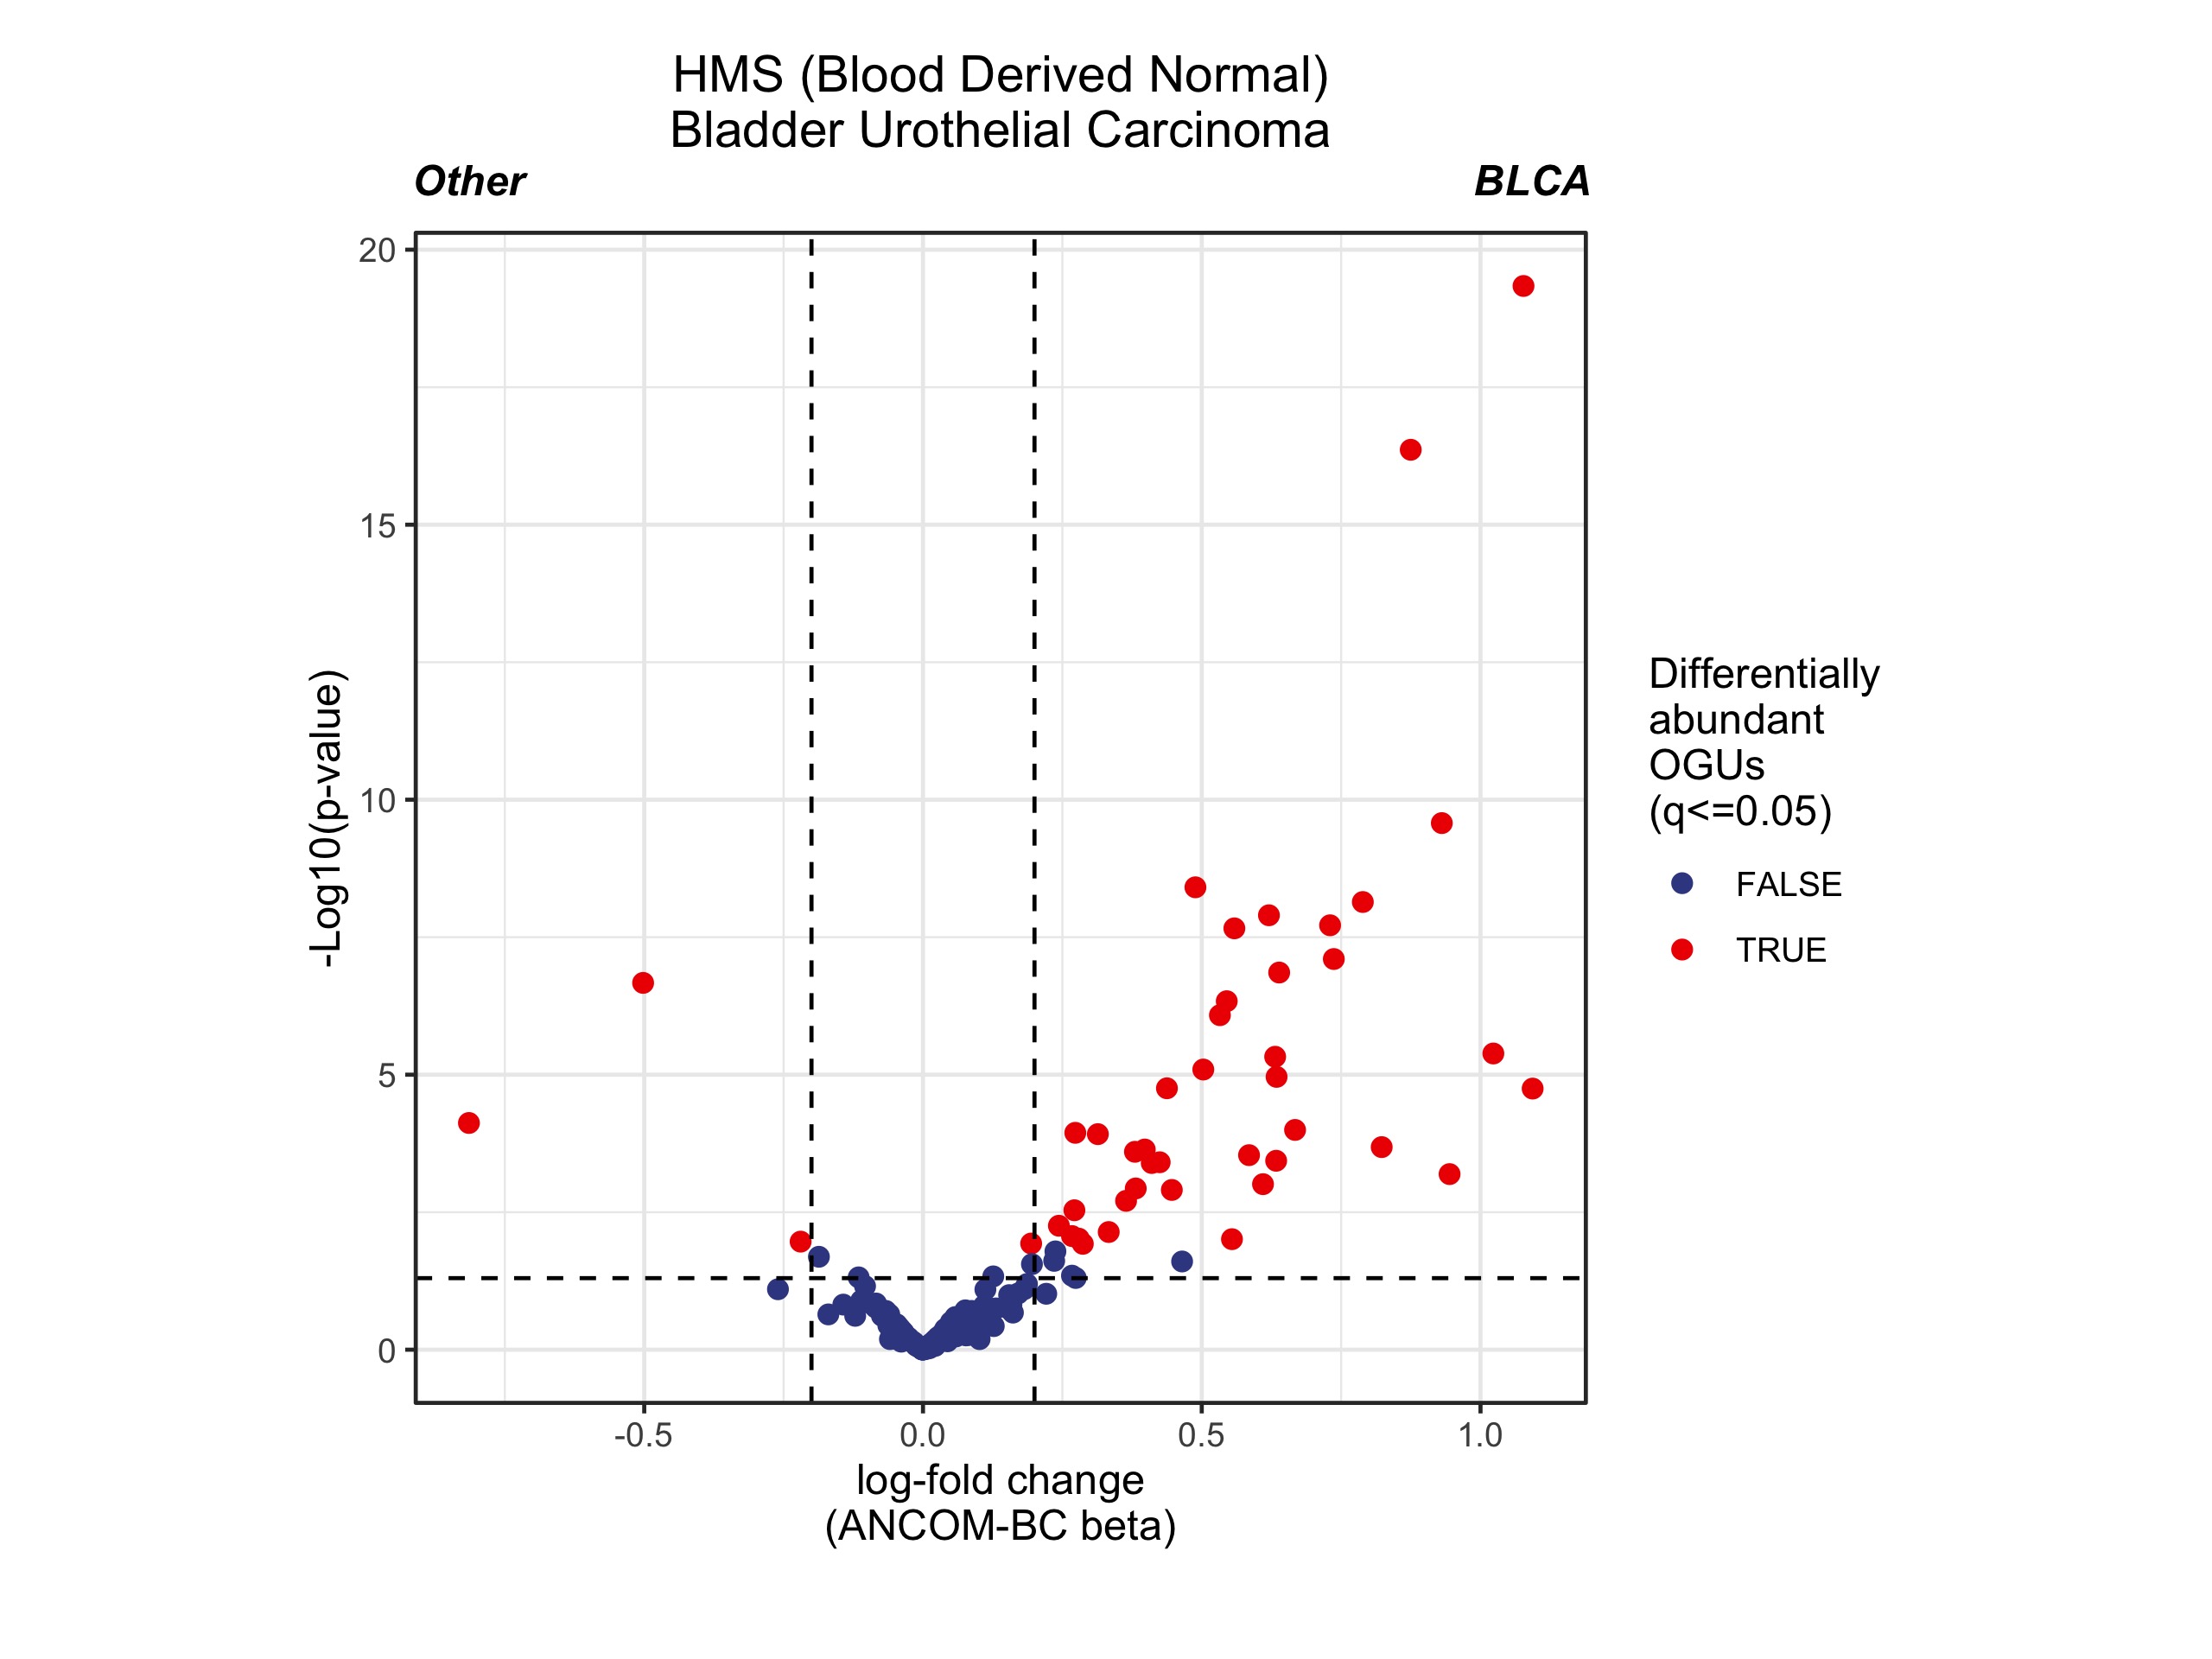 HMS (Blood Derived Normal)
Bladder Urothelial Carcinoma
Other
BLCA
20
15
10
5
0
-Log10(p-value)
-0.5
0.0
0.5
1.0
log-fold change
(ANCOM-BC beta)
Differentially
abundant
OGUs
(q<=0.05)
FALSE
TRUE